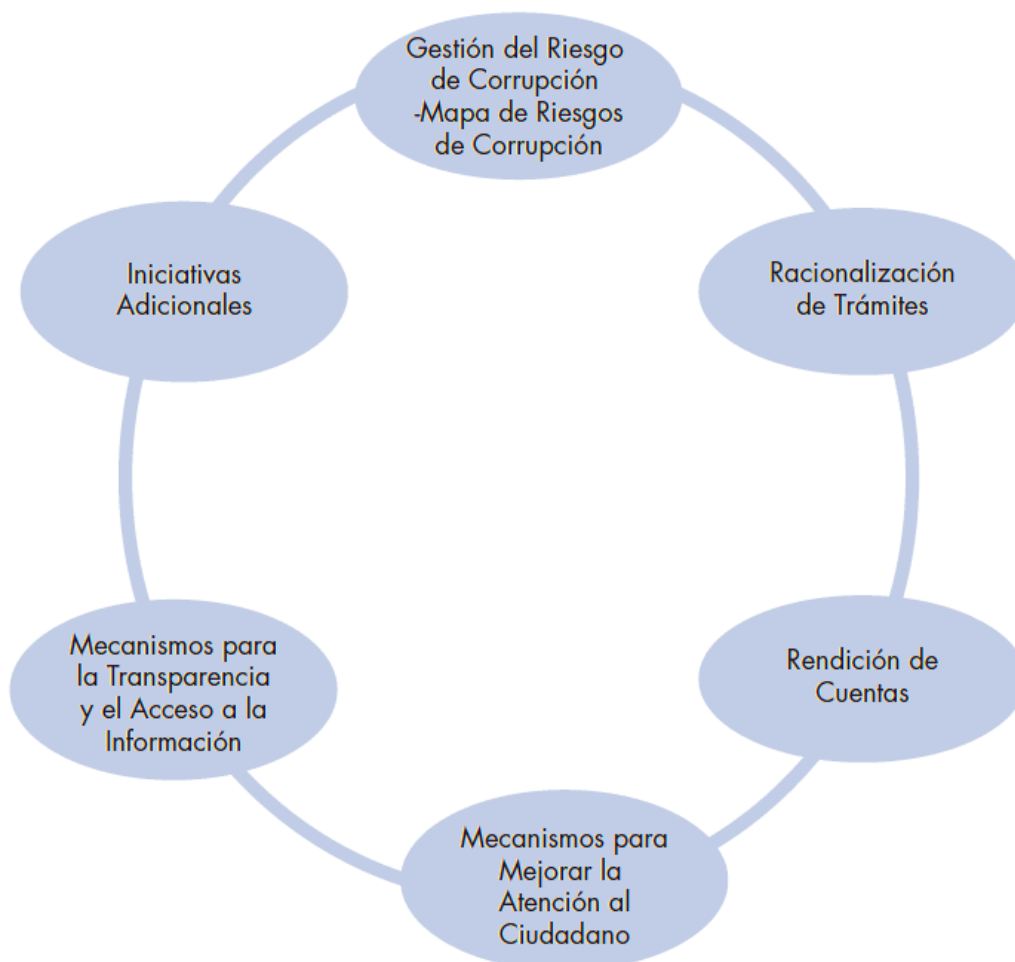 Gestión del Riesgo
de Corrupción
-Mapa de Riesgos
de Corrupción
Racionalización
de Trámites
Rendición de
Cuentas
Mecanismos para
Mejorar la
Atención al
Ciudadano
Mecanismos para
la Transparencia
y el Acceso a la
Información
Iniciativas
Adicionales